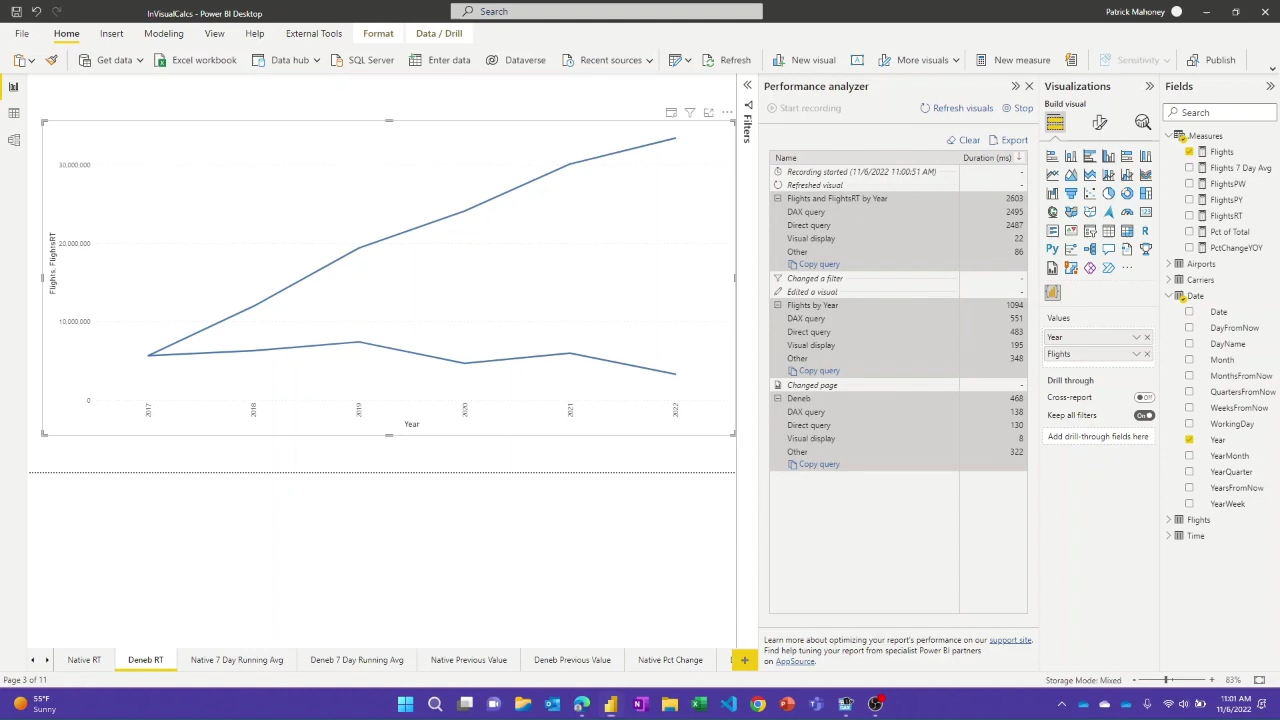 InVisualCalcs - Power BI Desktop
Search
Patrick Mahoney
File Home Insert Modeling View Help External Tools Format Data / Drill
Get data Excel workbook Data hub SQL Server Enter data Dataverse Recent sources Refresh New visual More visuals New measure Sensitivity Publish
Flights, FlightsRT
30,000,000
20,000,000
10,000,000
0
2017 2018 2019 2020 2021 2022
Year
Filters
Performance analyzer
Start recording Refresh visuals Stop
Clear Export
Name Duration (ms)
Recording started (11/6/2022 11:00:51 AM) -
Refreshed visual -
Flights and FlightsRT by Year 2603
DAX query 2495
Direct query 2487
Visual display 22
Other 86
Copy query
Changed a filter -
Edited a visual -
Flights by Year 1094
DAX query 551
Direct query 483
Visual display 195
Other 348
Copy query
Changed page -
Deneb 468
DAX query 138
Direct query 130
Visual display 8
Other 322
Copy query
Learn more about optimizing your report's performance on our support site.
Find help tuning your report from specialist Power BI partners
on AppSource.
Visualizations
Build visual
123
R
Py
Values
Year
Flights
Drill through
Cross-report Off
Keep all filters On
Add drill-through fields here
Fields
Search
Measures
Flights
Flights 7 Day Avg
FlightsPW
FlightsPY
FlightsRT
Pct of Total
PctChangeYOY
Airports
Carriers
Date
Date
DayFromNow
DayName
Month
MonthsFromNow
QuartersFromNow
WeeksFromNow
WorkingDay
Year
YearMonth
YearQuarter
YearsFromNow
YearWeek
Flights
Time
Native RT Deneb RT Native 7 Day Running Avg Deneb 7 Day Running Avg Native Previous Value Deneb Previous Value Native Pct Change
Page 3 of 11
Storage Mode: Mixed - + 83%
55°F
Sunny
11:01 AM
11/6/2022